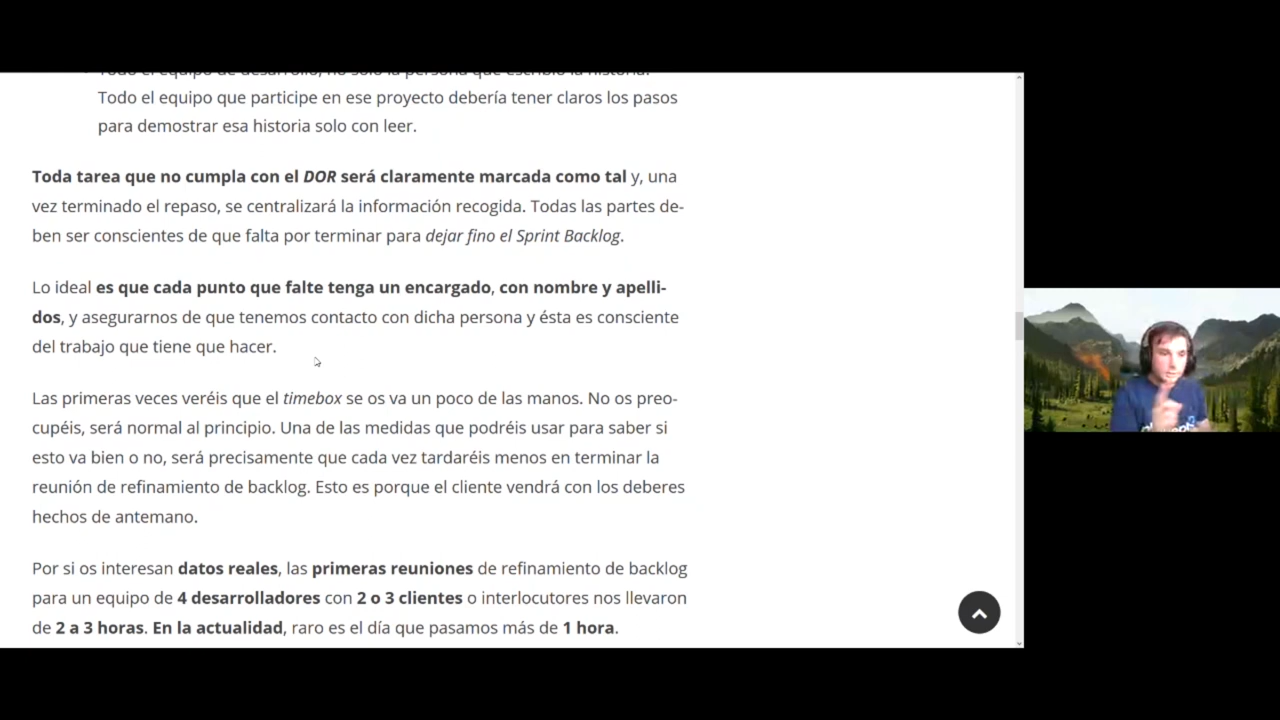 Todo el equipo de desarrollo, no solo la persona que escribió la historia.
Todo el equipo que participe en ese proyecto debería tener claros los pasos
para demostrar esa historia solo con leer.
Toda tarea que no cumpla con el DOR será claramente marcada como tal y, una
vez terminado el repaso, se centralizará la información recogida. Todas las partes de-
ben ser conscientes de que falta por terminar para dejar fino el Sprint Backlog.
Lo ideal es que cada punto que falte tenga un encargado, con nombre y apelli-
dos, y asegurarnos de que tenemos contacto con dicha persona y ésta es consciente
del trabajo que tiene que hacer.
Las primeras veces veréis que el timebox se os va un poco de las manos. No os preo-
cupéis, será normal al principio. Una de las medidas que podréis usar para saber si
esto va bien o no, será precisamente que cada vez tardaréis menos en terminar la
reunión de refinamiento de backlog. Esto es porque el cliente vendrá con los deberes
hechos de antemano.
Por si os interesan datos reales, las primeras reuniones de refinamiento de backlog
para un equipo de 4 desarrolladores con 2 o 3 clientes o interlocutores nos llevaron
de 2 a 3 horas. En la actualidad, raro es el día que pasamos más de 1 hora.